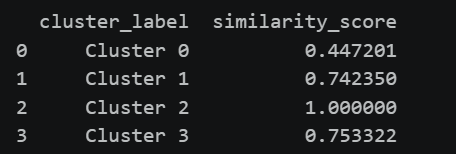 cluster_label similarity_score
0 Cluster 0 0.447201
1 Cluster 1 0.742350
2 Cluster 2 1.000000
3 Cluster 3 0.753322